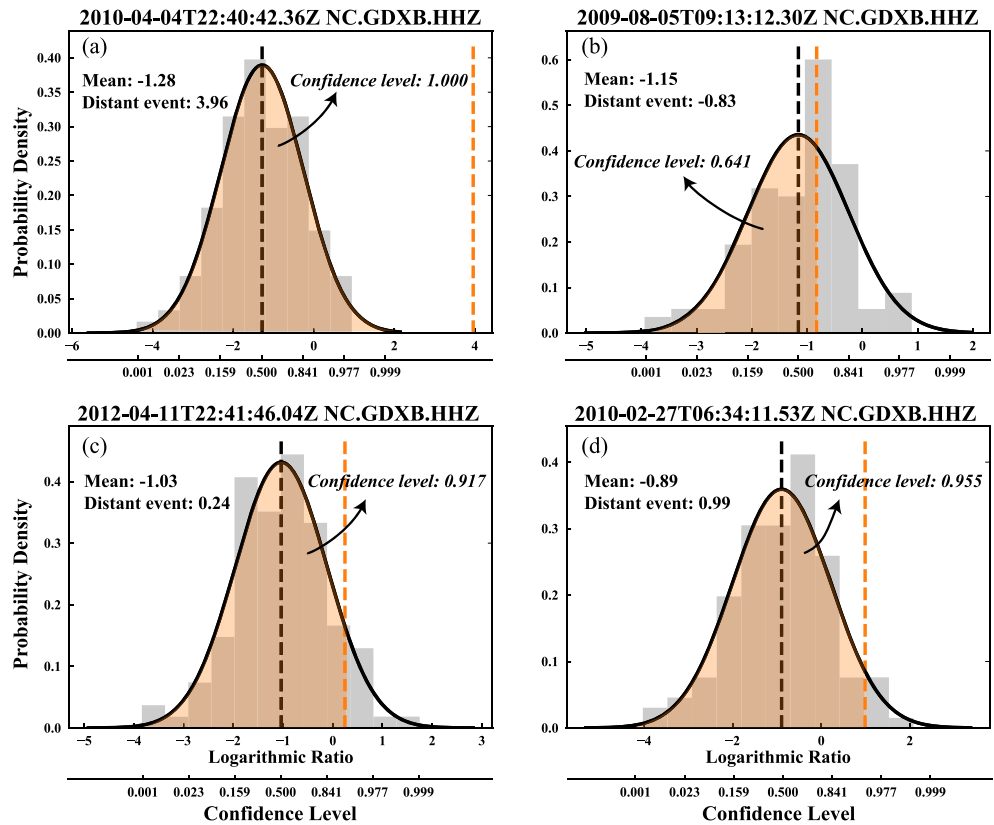 2010-04-04T22:40:42.36Z NC.GDXB.HHZ
(a)
Mean: -1.28
Distant event: 3.96
Confidence level: 1.000
Probability Density
0.40
0.35
0.30
0.25
0.20
0.15
0.10
0.05
0.00
−6 −4 −2 0 2 4
0.001 0.023 0.159 0.500 0.841 0.977 0.999
2009-08-05T09:13:12.30Z NC.GDXB.HHZ
(b)
Mean: -1.15
Distant event: -0.83
Confidence level: 0.641
0.6
0.5
0.4
0.3
0.2
0.1
0.0
−5 −4 −3 −2 −1 0 1 2
0.001 0.023 0.159 0.500 0.841 0.977 0.999
2012-04-11T22:41:46.04Z NC.GDXB.HHZ
(c)
Mean: -1.03
Distant event: 0.24
Confidence level: 0.917
Probability Density
0.4
0.3
0.2
0.1
0.0
−5 −4 −3 −2 −1 0 1 2 3
Logarithmic Ratio
0.001 0.023 0.159 0.500 0.841 0.977 0.999
Confidence Level
2010-02-27T06:34:11.53Z NC.GDXB.HHZ
(d)
Mean: -0.89
Distant event: 0.99
Confidence level: 0.955
0.4
0.3
0.2
0.1
0.0
−4 −2 0 2
Logarithmic Ratio
0.001 0.023 0.159 0.500 0.841 0.977 0.999
Confidence Level